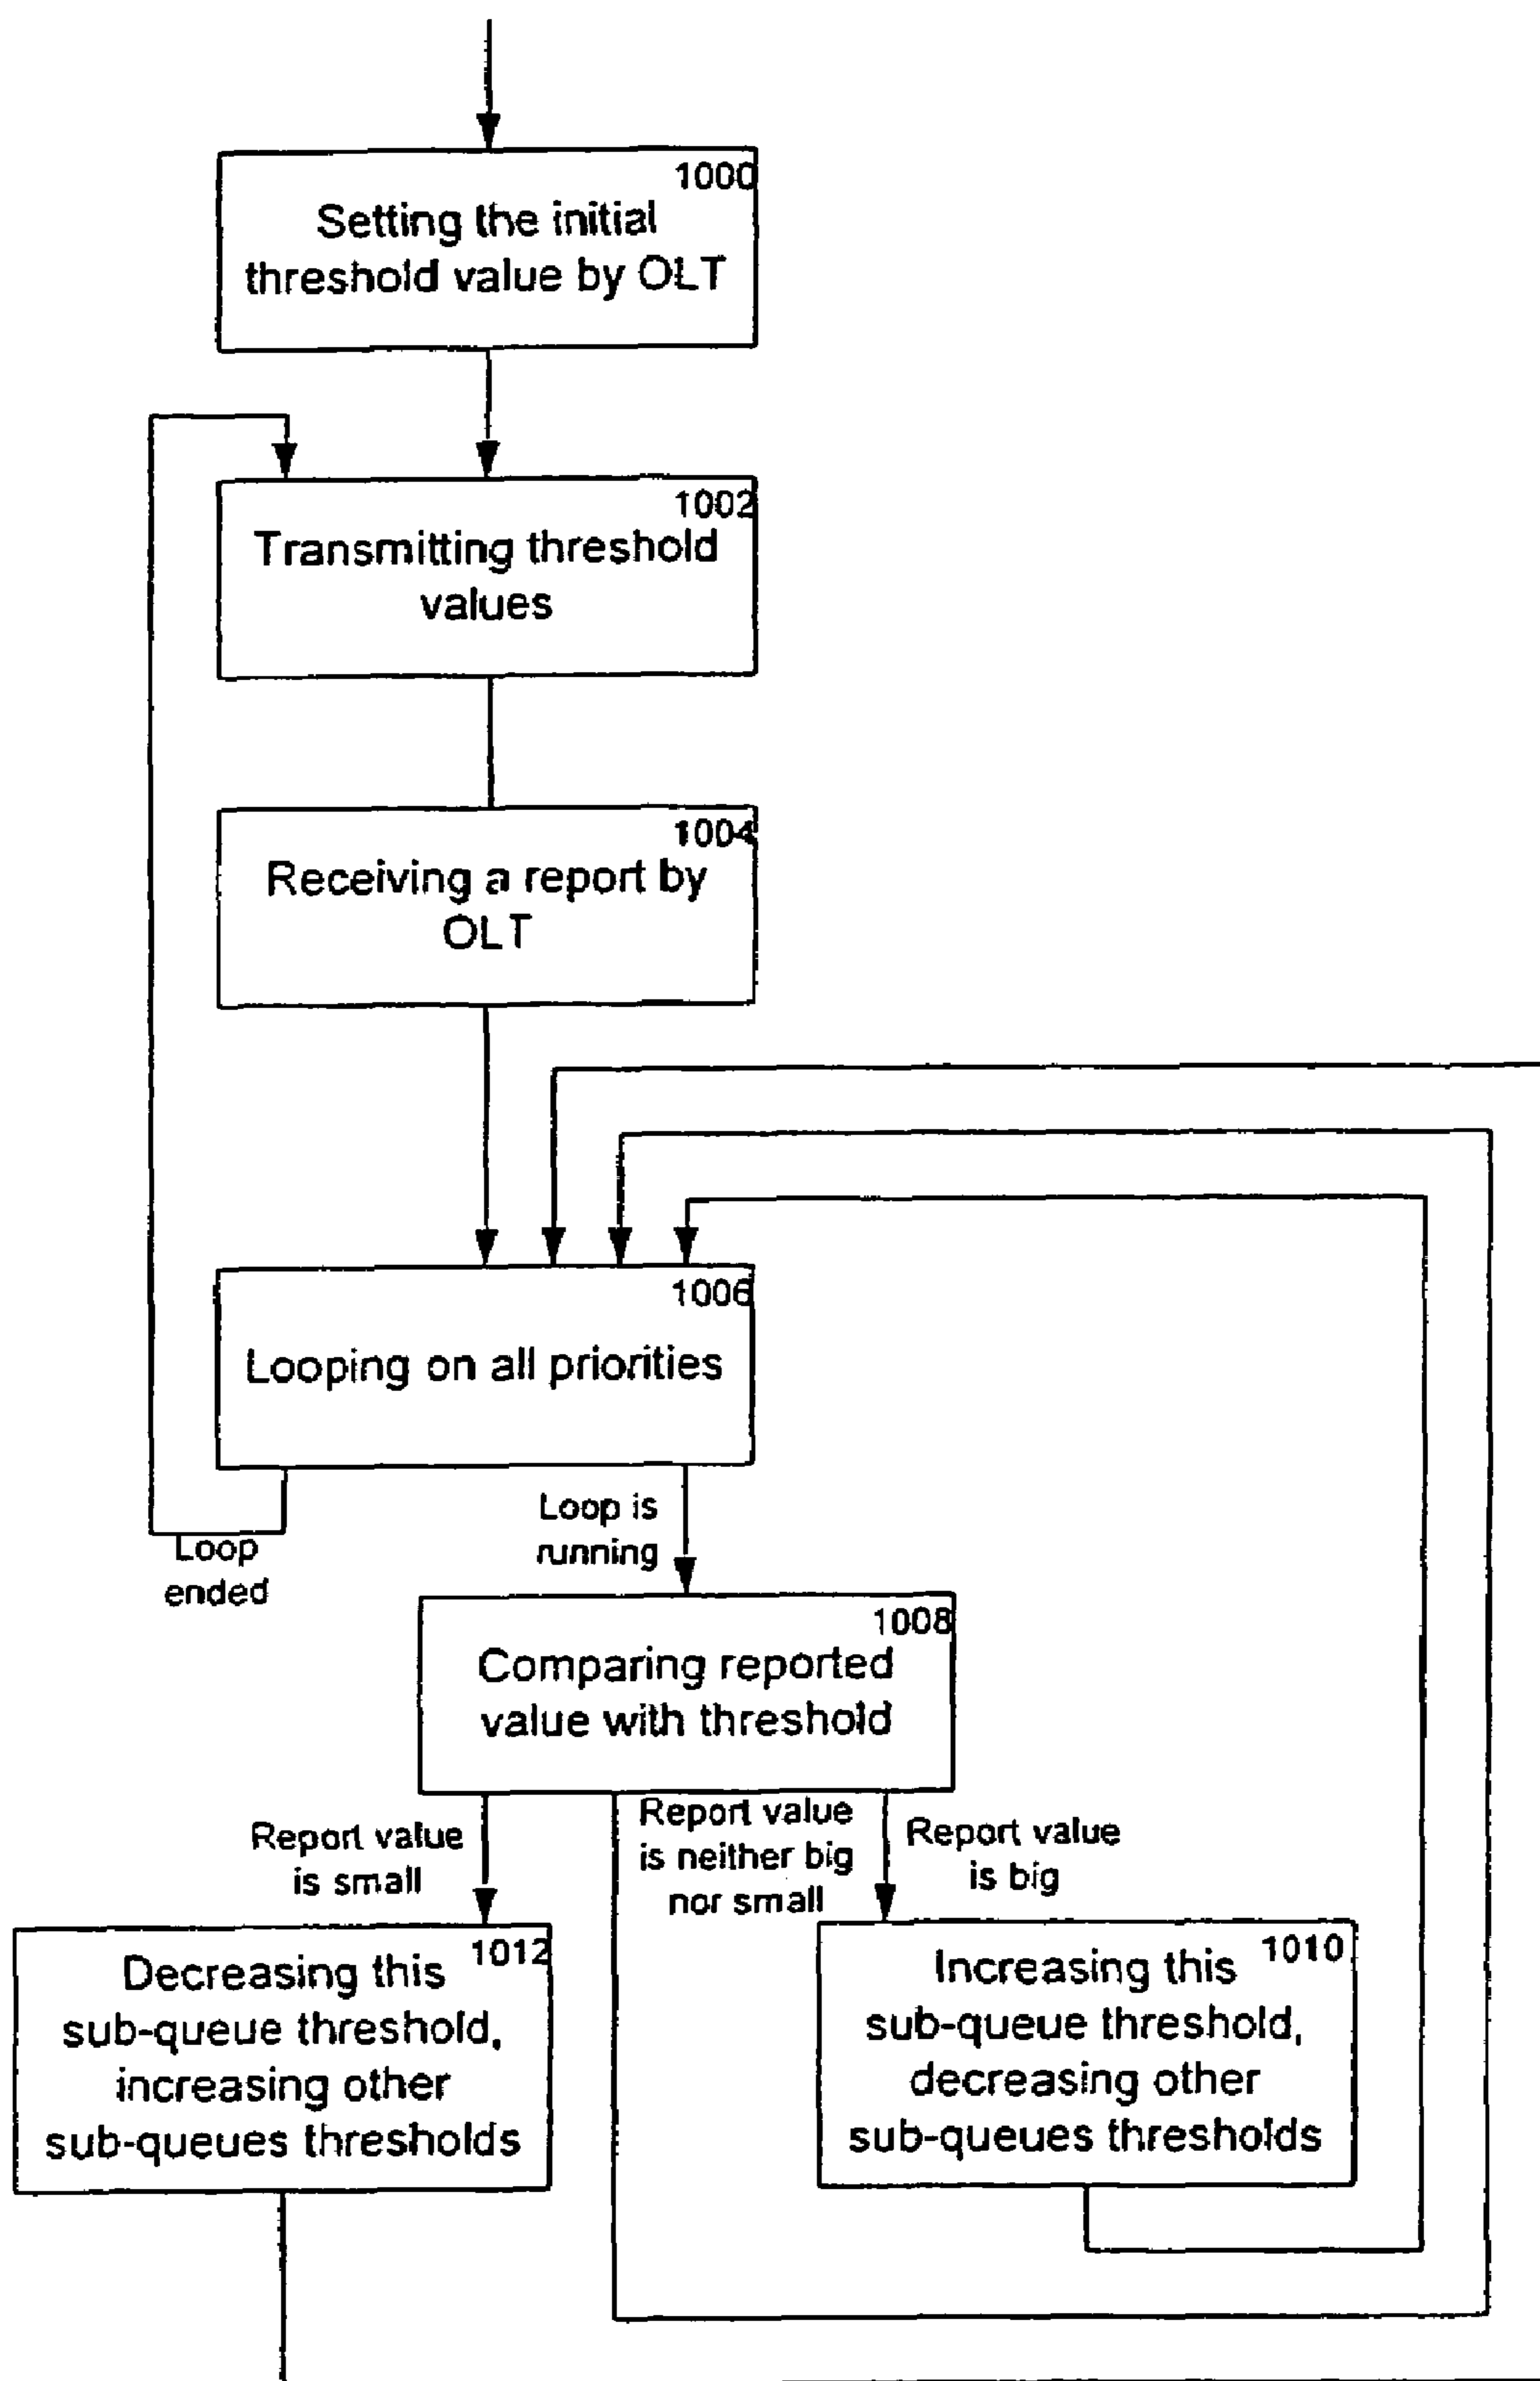 1000
Setting the initial
threshold value by OLT
1002
Transmitting threshold
values
1004
Receiving a report by
OLT
1006
Looping on all priorities
Loop is
running
Loop
ended
1008
Comparing reported
value with threshold
Report value
is small
Report value
is neither big
nor small
Report value
is big
1012
Decreasing this
sub-queue threshold,
increasing other
sub-queues thresholds
1010
Increasing this
sub-queue threshold,
decreasing other
sub-queues thresholds